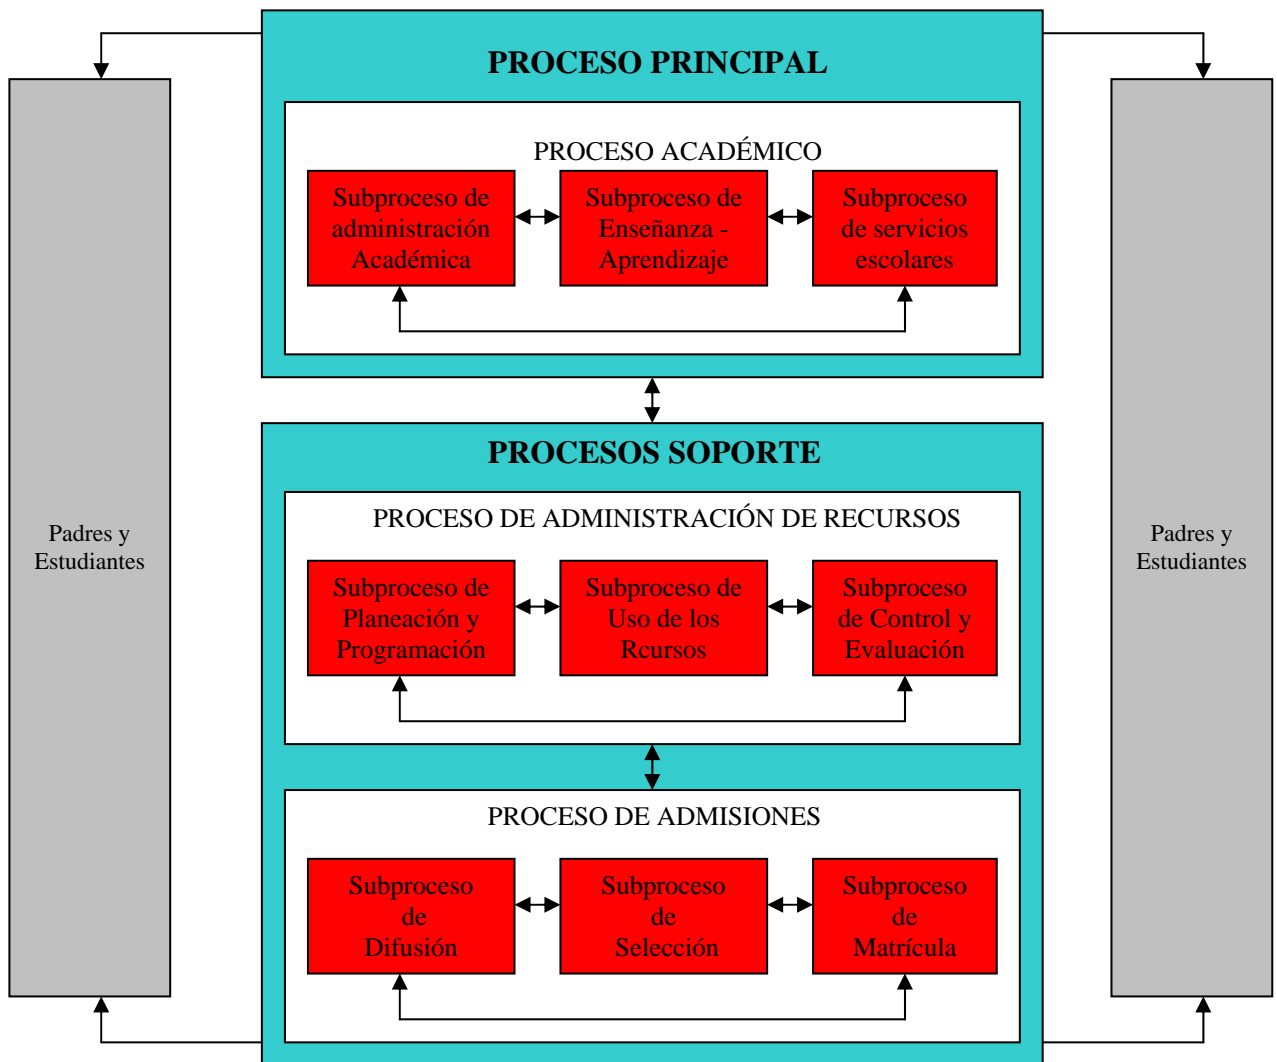 PROCESO PRINCIPAL
PROCESO ACADÉMICO
Subproceso de
administración
Académica
Subproceso de
Enseñanza -
Aprendizaje
Subproceso
de servicios
escolares
Padres y
Estudiantes
PROCESOS SOPORTE
PROCESO DE ADMINISTRACIÓN DE RECURSOS
Subproceso de
Planeación y
Programación
Subproceso de
Uso de los
Rcursos
Subproceso
de Control y
Evaluación
Padres y
Estudiantes
PROCESO DE ADMISIONES
Subproceso
de
Difusión
Subproceso
de
Selección
Subproceso
de
Matrícula